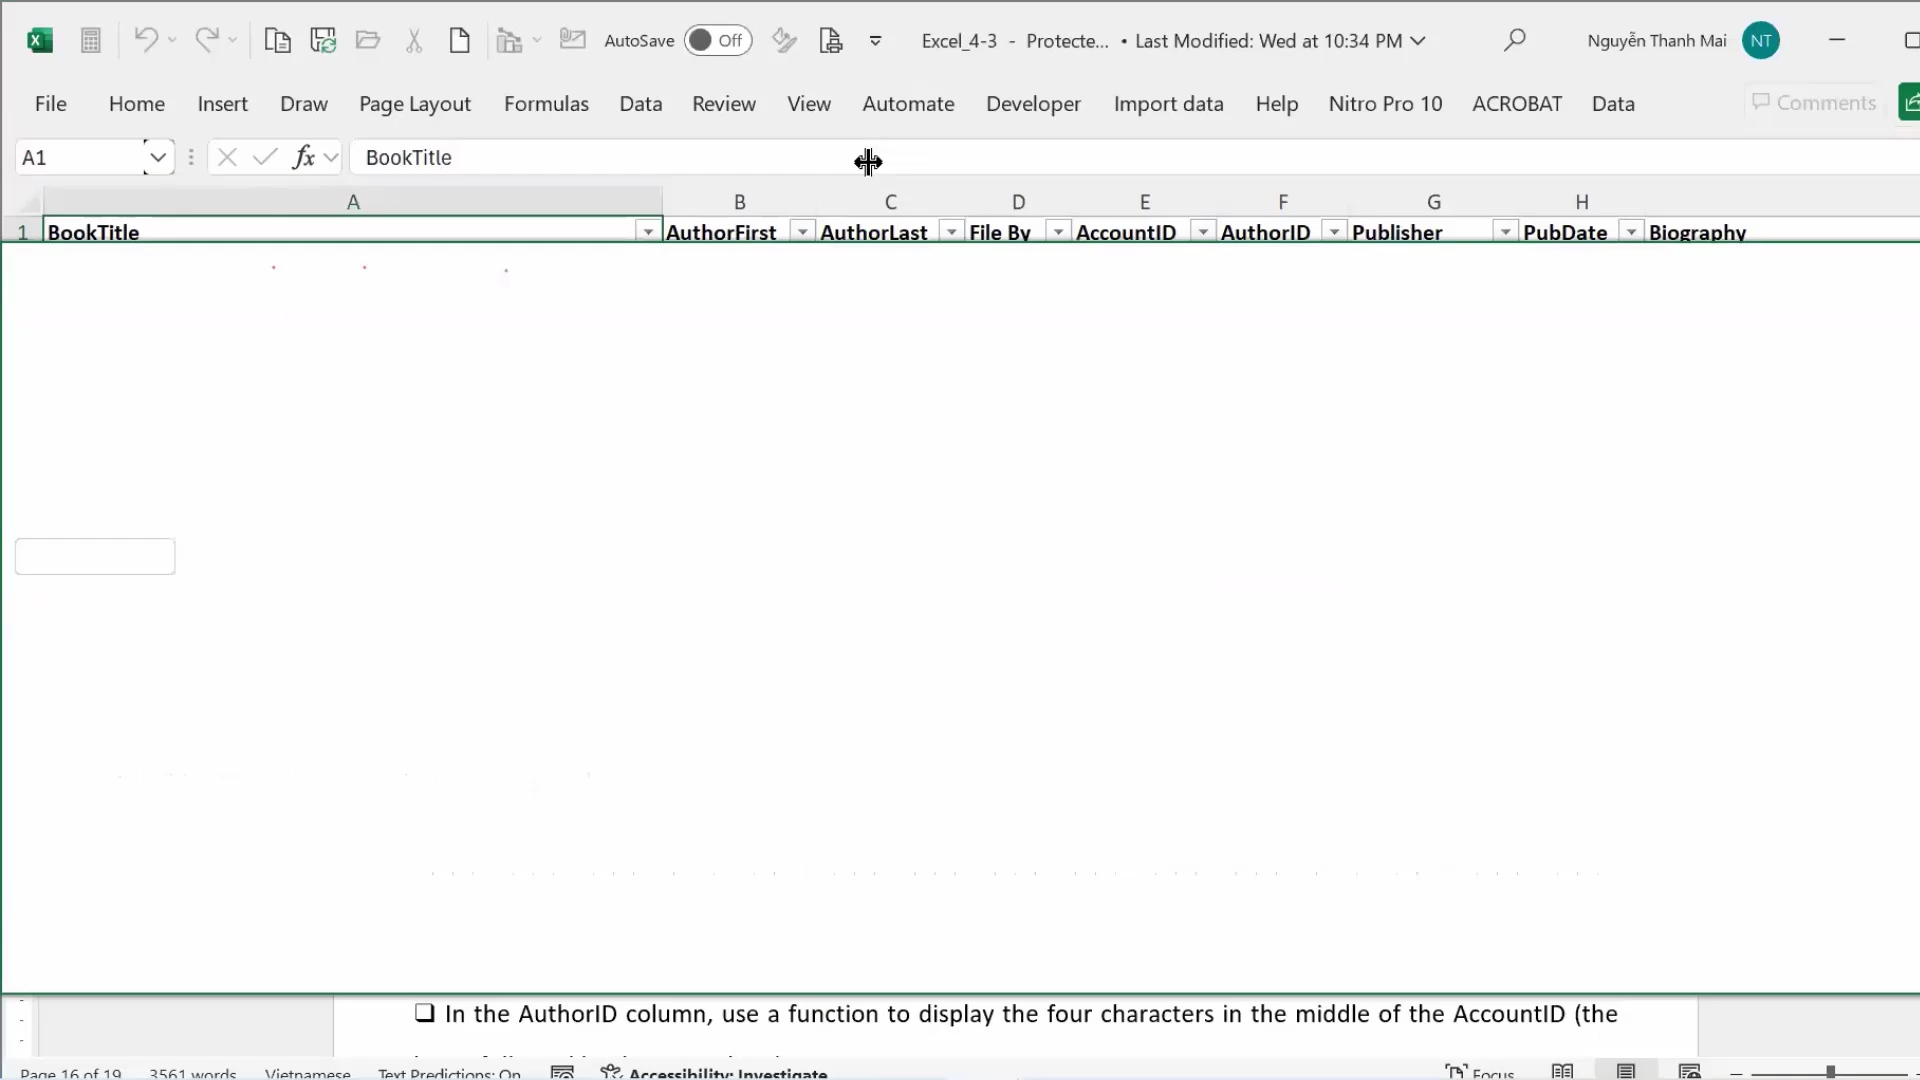 AutoSave Off Excel_4-3 - Protecte... • Last Modified: Wed at 10:34 PM Nguyễn Thanh Mai NT
File Home Insert Draw Page Layout Formulas Data Review View Automate Developer Import data Help Nitro Pro 10 ACROBAT Data Comments
A1 fx BookTitle
A B C D E F G H
1 BookTitle AuthorFirst AuthorLast File By AccountID AuthorID Publisher PubDate Biography
In the AuthorID column, use a function to display the four characters in the middle of the AccountID (the
Page 16 of 19 3561 words Vietnamese Text Predictions: On Accessibility: Investigate Focus